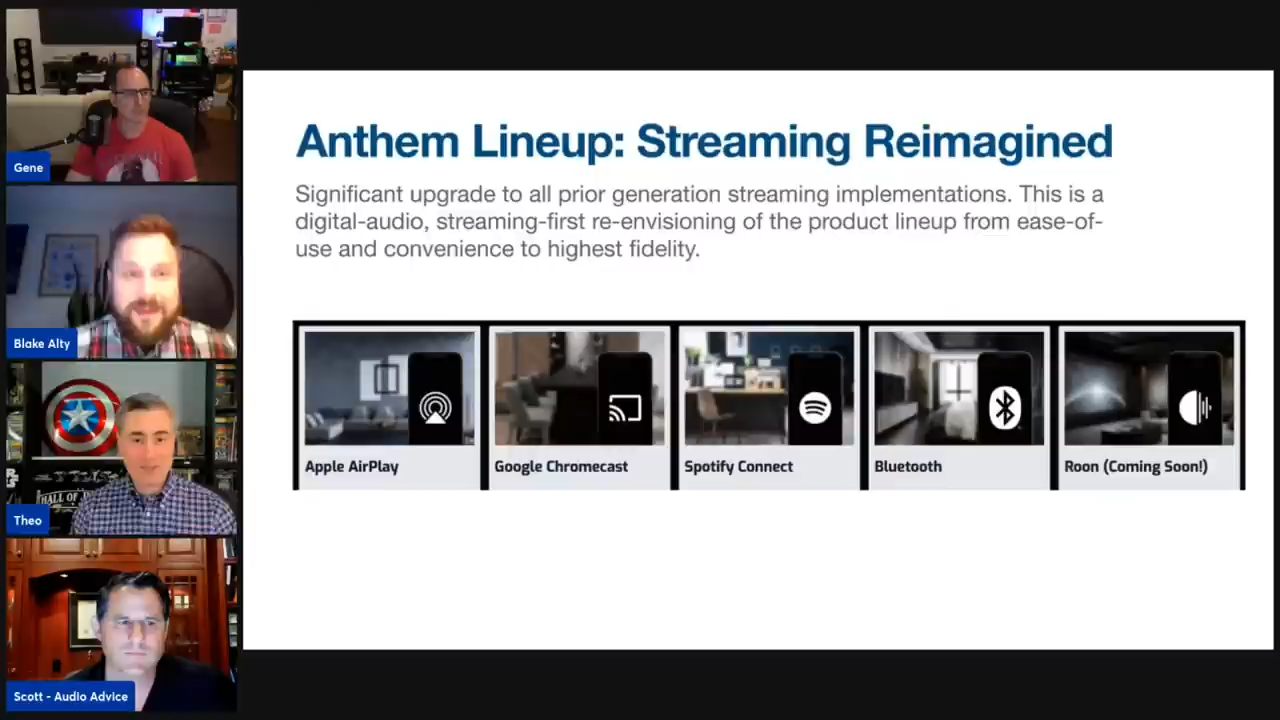 Gene
Blake Alty
Theo
Scott - Audio Advice
Anthem Lineup: Streaming Reimagined
Significant upgrade to all prior generation streaming implementations. This is a
digital-audio, streaming-first re-envisioning of the product lineup from ease-of-
use and convenience to highest fidelity.
Apple AirPlay
Google Chromecast
Spotify Connect
Bluetooth
Roon (Coming Soon!)
HALL OF